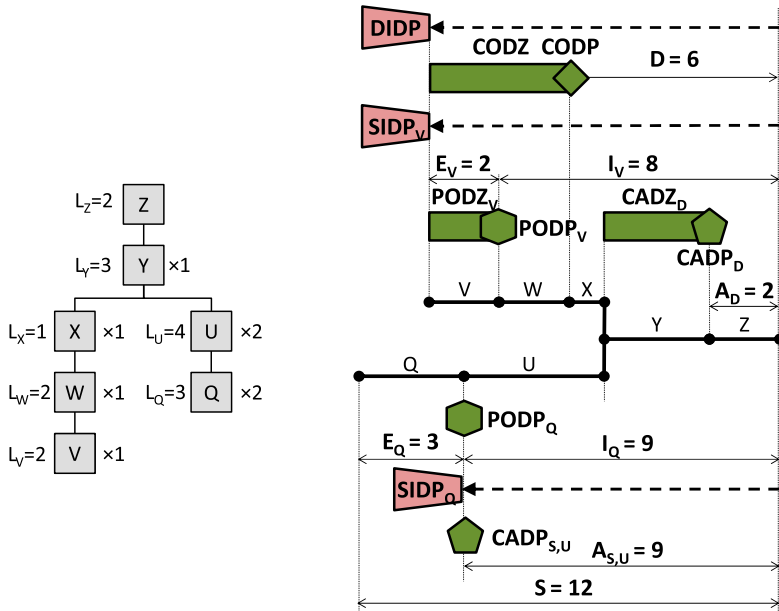 DIDP
CODZ CODP
D = 6
SIDP_V
E_V = 2
I_V = 8
PODZ_V
CADZ_D
PODP_V
CADP_D
V
W
X
A_D = 2
Y
Z
Q
U
PODP_Q
E_Q = 3
I_Q = 9
SIDP_Q
CADP_S,U
A_S,U = 9
S = 12
L_Z=2 Z
L_Y=3 Y ×1
L_X=1 X ×1 L_U=4 U ×2
L_W=2 W ×1 L_Q=3 Q ×2
L_V=2 V ×1